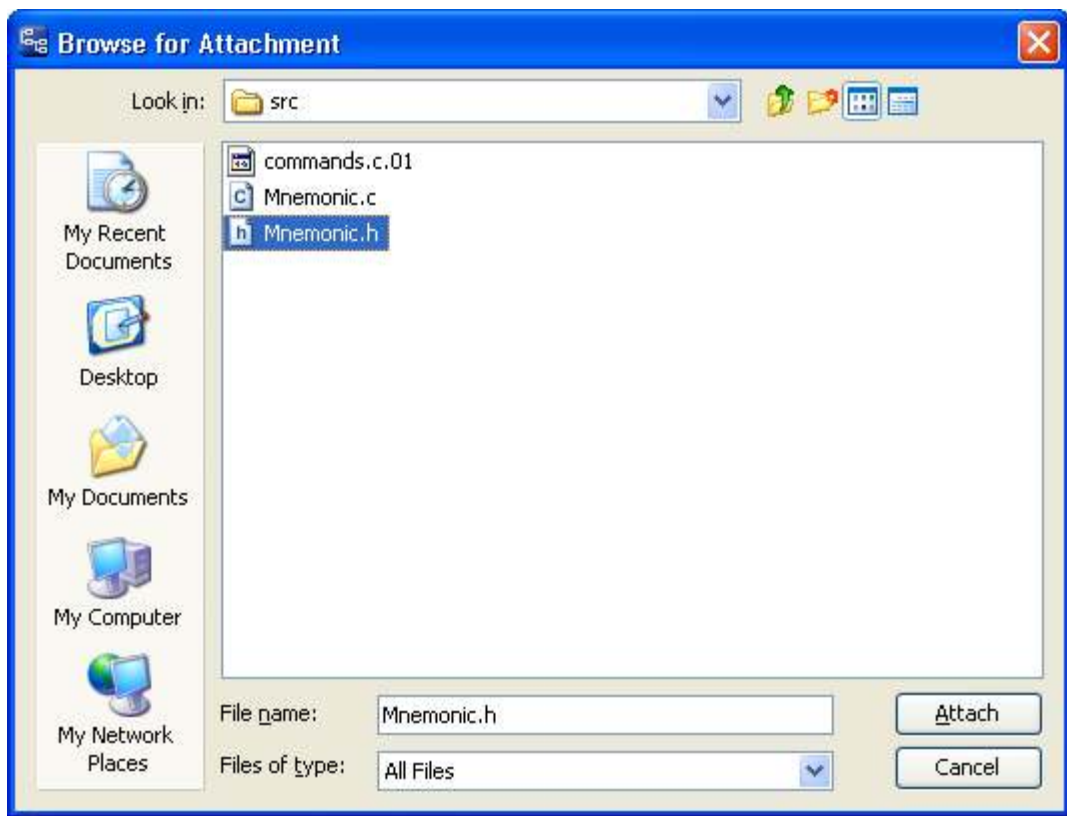 Browse for Attachment
Look in:
src
commands.c.01
Mnemonic.c
Mnemonic.h
My Recent
Documents
Desktop
My Documents
My Computer
My Network
Places
File name:
Mnemonic.h
Attach
Files of type:
All Files
Cancel